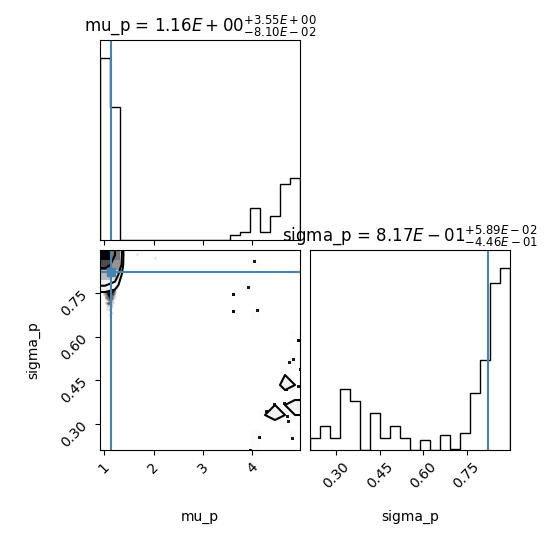 mu_p = 1.16E+00+3.55E+00−8.10E−02
sigma_p = 8.17E−01+5.89E−02−4.46E−01
0.75
0.60
0.45
0.30
sigma_p
1 2 3 4
0.30 0.45 0.60 0.75
mu_p sigma_p